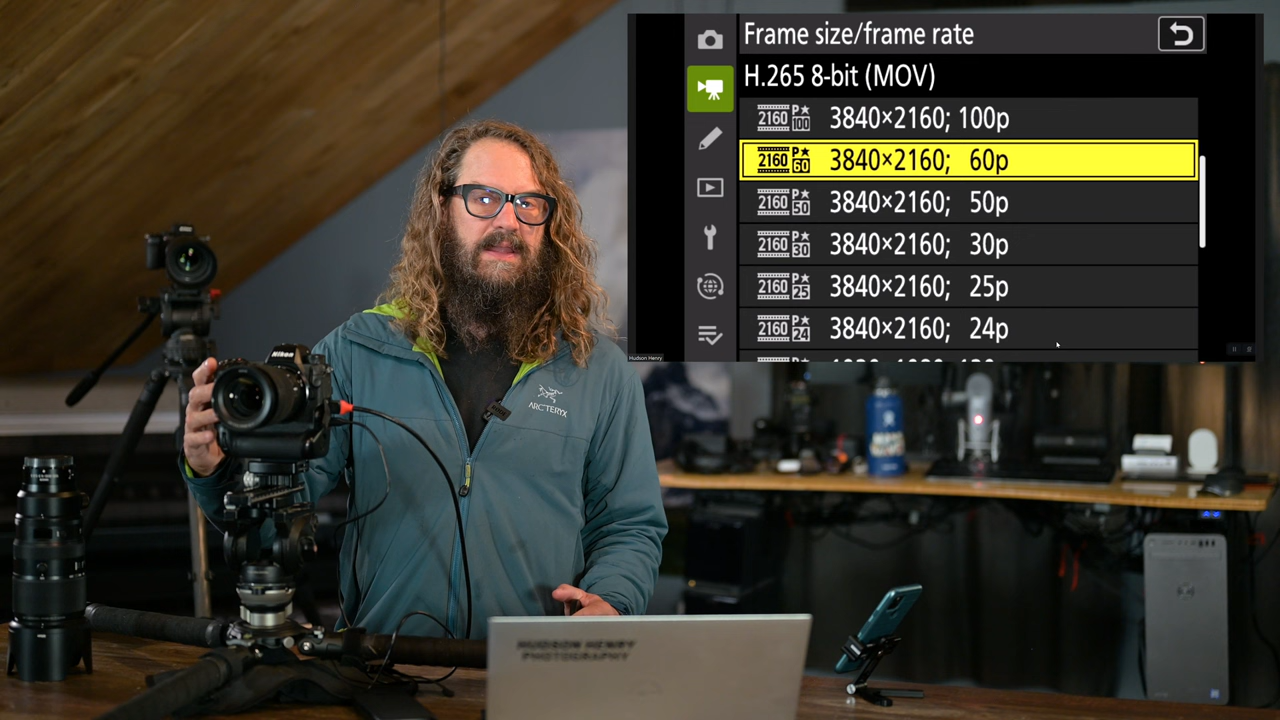 Frame size/frame rate
H.265 8-bit (MOV)
2160 P★ 100 3840×2160; 100p
2160 P★ 60 3840×2160; 60p
2160 P★ 50 3840×2160; 50p
2160 P★ 30 3840×2160; 30p
2160 P★ 25 3840×2160; 25p
2160 P★ 24 3840×2160; 24p
Hudson Henry
Nikon
ARC'TERYX
HUDSON HENRY
PHOTOGRAPHY